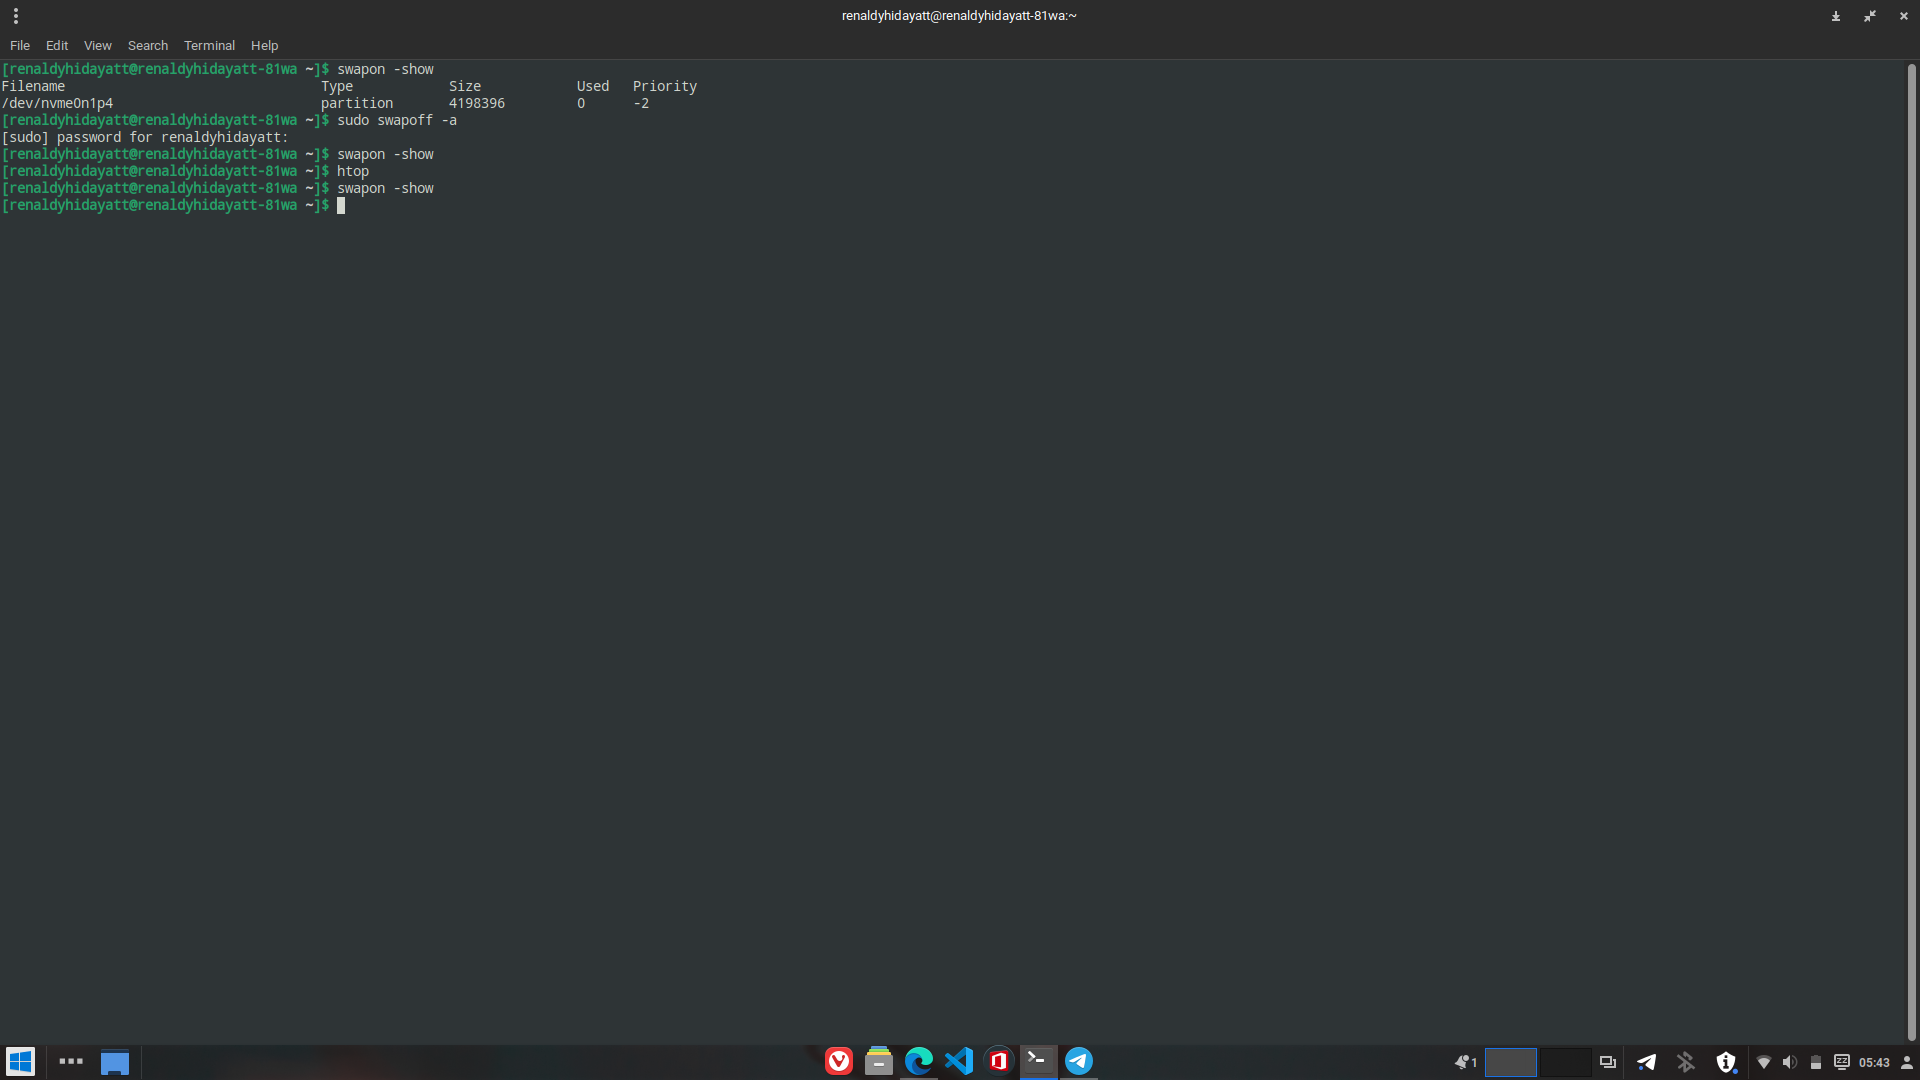 renaldyhidayatt@renaldyhidayatt-81wa:~
File Edit View Search Terminal Help
[renaldyhidayatt@renaldyhidayatt-81wa ~]$ swapon -show
Filename Type Size Used Priority
/dev/nvme0n1p4 partition 4198396 0 -2
[renaldyhidayatt@renaldyhidayatt-81wa ~]$ sudo swapoff -a
[sudo] password for renaldyhidayatt:
[renaldyhidayatt@renaldyhidayatt-81wa ~]$ swapon -show
[renaldyhidayatt@renaldyhidayatt-81wa ~]$ htop
[renaldyhidayatt@renaldyhidayatt-81wa ~]$ swapon -show
[renaldyhidayatt@renaldyhidayatt-81wa ~]$
1 05:43